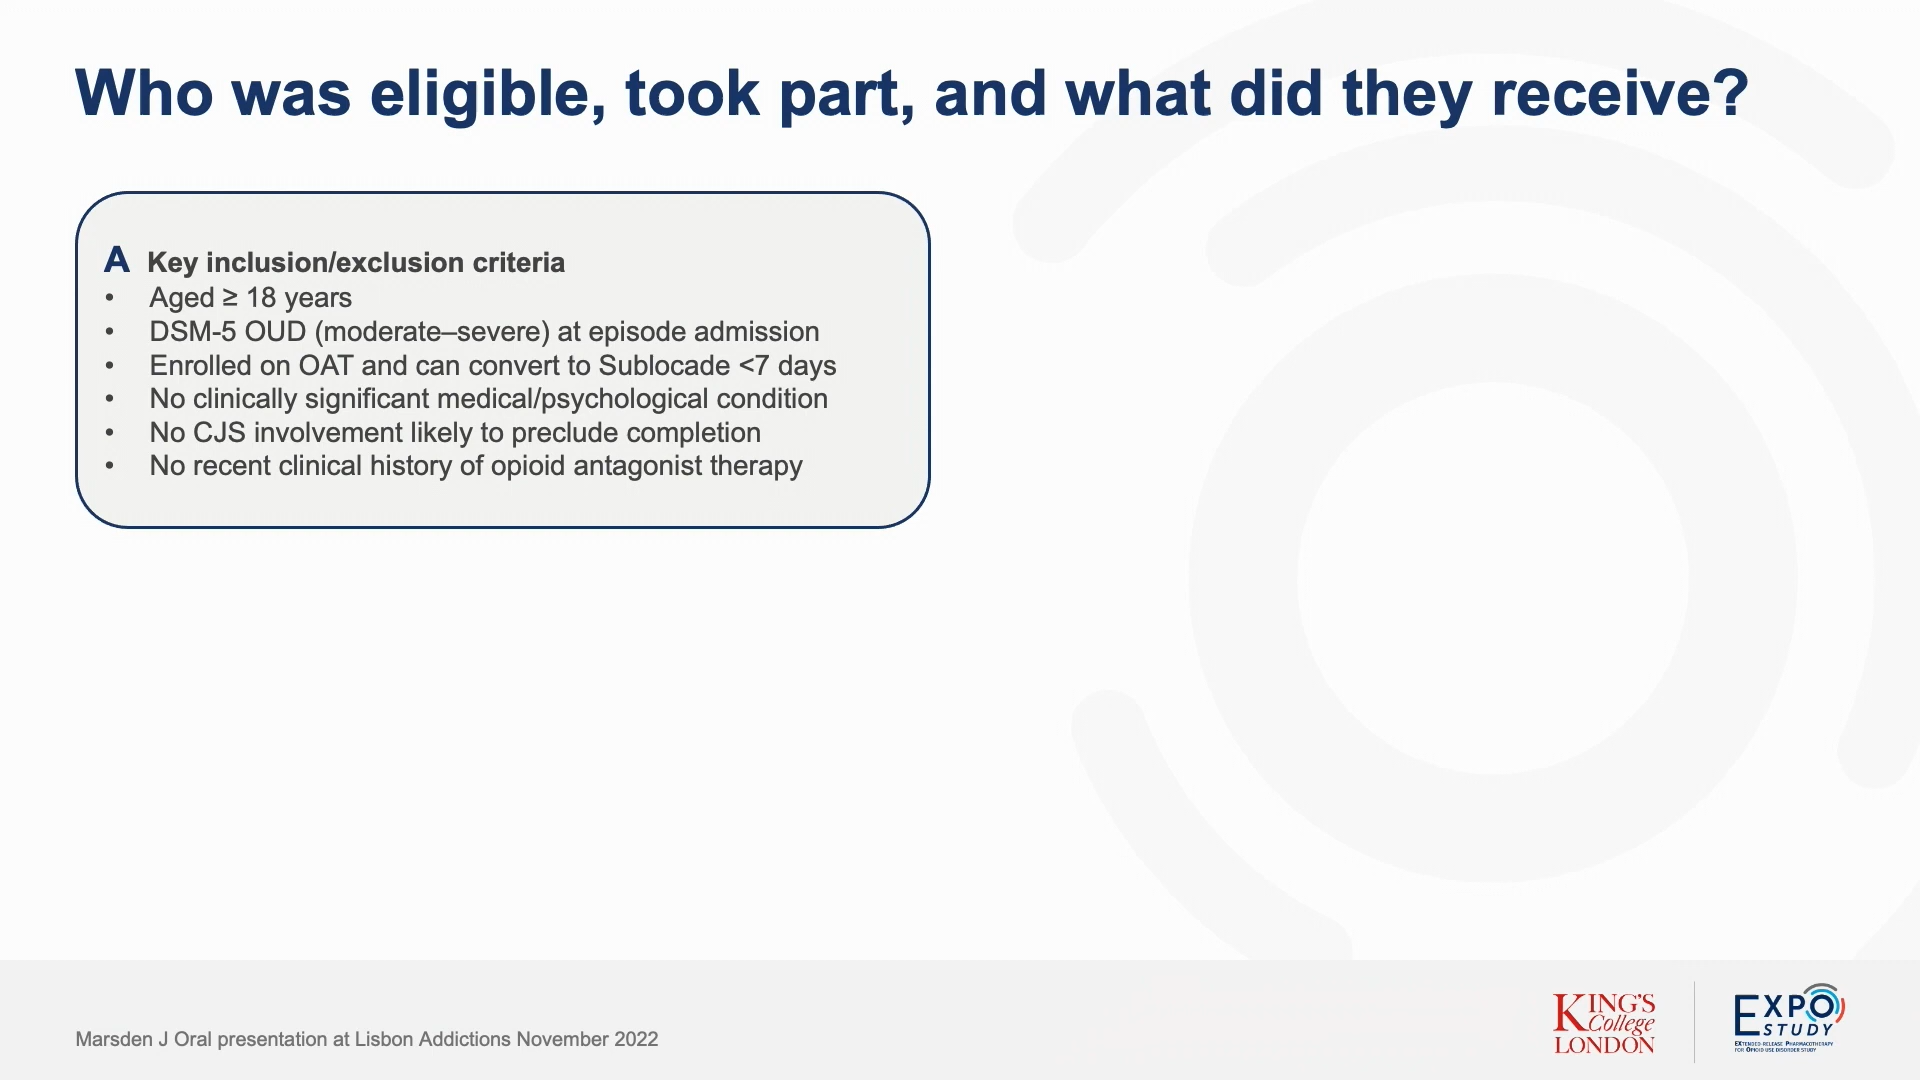 Who was eligible, took part, and what did they receive?
A Key inclusion/exclusion criteria
• Aged ≥ 18 years
• DSM-5 OUD (moderate–severe) at episode admission
• Enrolled on OAT and can convert to Sublocade <7 days
• No clinically significant medical/psychological condition
• No CJS involvement likely to preclude completion
• No recent clinical history of opioid antagonist therapy
Marsden J Oral presentation at Lisbon Addictions November 2022
KING'S
College
LONDON
EXPO
STUDY
EXTENDED RELEASE PHARMACOTHERAPY
FOR OPIOID USE DISORDER STUDY